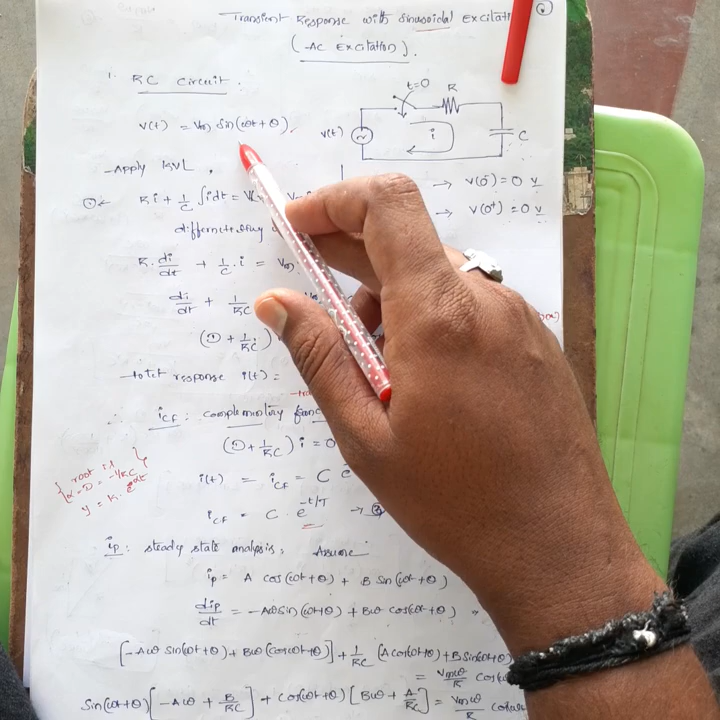 Transient Response with Sinusoidal Excitati
(AC Excitation).
1. RC Circuit.
t=0
R
v(t) = Vm Sin(ωt+θ).
v(t)
i
C
Apply KVL,
→ v(0⁻) = 0 v
① ← Ri + 1/C ∫idt =
→ v(0⁺) = 0 v
R. di/dt + 1/C . i = Vm
di/dt + 1/RC
(D + 1/RC)
total response i(t) =
iCF: complementary func
(D + 1/RC) i = 0
root is
α = D = -1/RC
y = K. e^αt
i(t) = iCF = C e
iCF = C . e^-t/τ → ②
ip: steady state analysis, Assume
ip = A cos(ωt+θ) + B Sin(ωt+θ)
dip/dt = -Aω Sin(ωt+θ) + Bω cos(ωt+θ)
[-Aω Sin(ωt+θ) + Bω (cos(ωt+θ)] + 1/RC (A cos(ωt+θ) + B Sin(ωt+θ)
= Vmω/R cos(ω
Sin(ωt+θ) [-Aω + B/RC] + cos(ωt+θ) [Bω + A/RC] = Vmω/R cos(ω